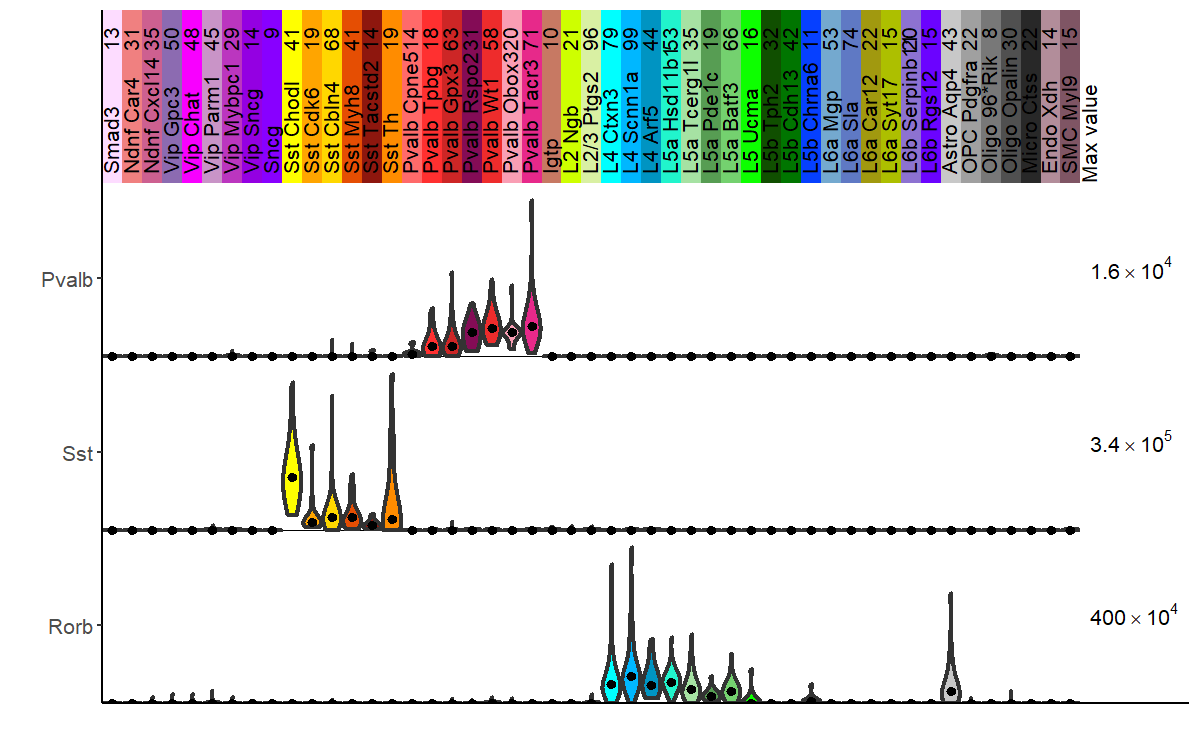 Smad3 13
Ndnf Car4 31
Ndnf Cxcl14 35
Vip Gpc3 50
Vip Chat 48
Vip Parm1 45
Vip Mybpc1 29
Vip Sncg 14
Sncg 9
Sst Chodl 41
Sst Cdk6 19
Sst Cbln4 68
Sst Myh8 41
Sst Tacstd2 24
Sst Th 19
Pvalb Cpne5 14
Pvalb Tpbg 18
Pvalb Gpx3 63
Pvalb Rspo2 31
Pvalb Wt1 58
Pvalb Obox3 20
Pvalb Tacr3 74
Igtp 10
L2 Ngb 21
L2/3 Ptgs2 96
L4 Ctxn3 79
L4 Scnn1a 99
L4 Arf5 44
L5a Hsd11b1 53
L5a Tcerg1l 35
L5a Pde1c 19
L5a Batf3 66
L5 Ucma 16
L5b Tph2 32
L5b Cdh13 42
L5b Chrna6 11
L6a Mgp 53
L6a Sla 74
L6a Car12 22
L6a Syt17 15
L6b Serpinb11 20
L6b Rgs12 15
Astro Aqp4 43
OPC Pdgfra 22
Oligo 96*Rik 8
Oligo Opalin 30
Micro Ctss 22
Endo Xdh 14
SMC Myl9 15
Max value
Pvalb 1.6 × 10⁴
Sst 3.4 × 10⁵
Rorb 400 × 10⁴